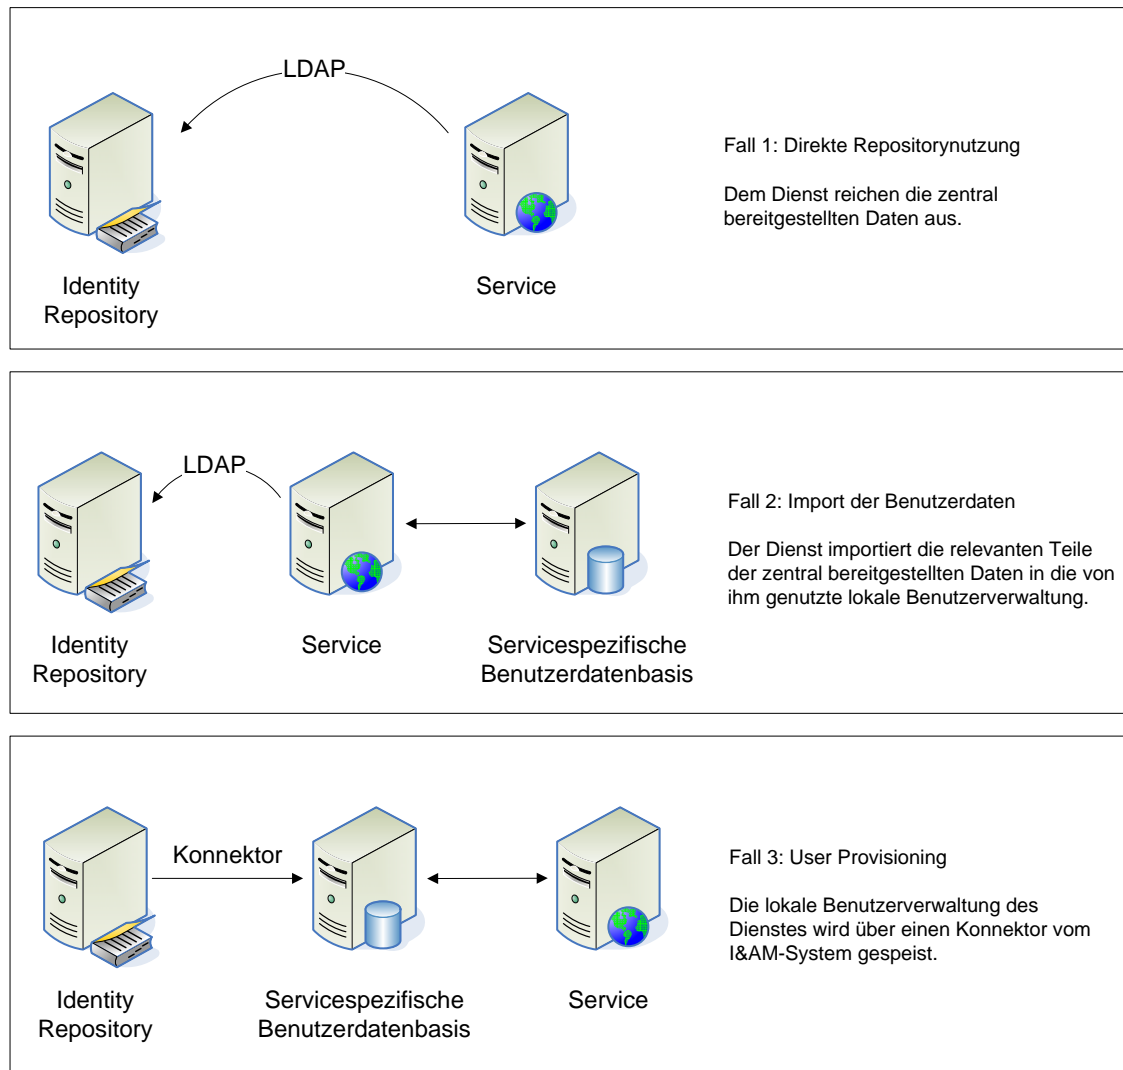 LDAP
Identity
Repository
Service
Fall 1: Direkte Repositorynutzung
Dem Dienst reichen die zentral
bereitgestellten Daten aus.
LDAP
Identity
Repository
Service
Servicespezifische
Benutzerdatenbasis
Fall 2: Import der Benutzerdaten
Der Dienst importiert die relevanten Teile
der zentral bereitgestellten Daten in die von
ihm genutzte lokale Benutzerverwaltung.
Konnektor
Identity
Repository
Servicespezifische
Benutzerdatenbasis
Service
Fall 3: User Provisioning
Die lokale Benutzerverwaltung des
Dienstes wird über einen Konnektor vom
I&AM-System gespeist.